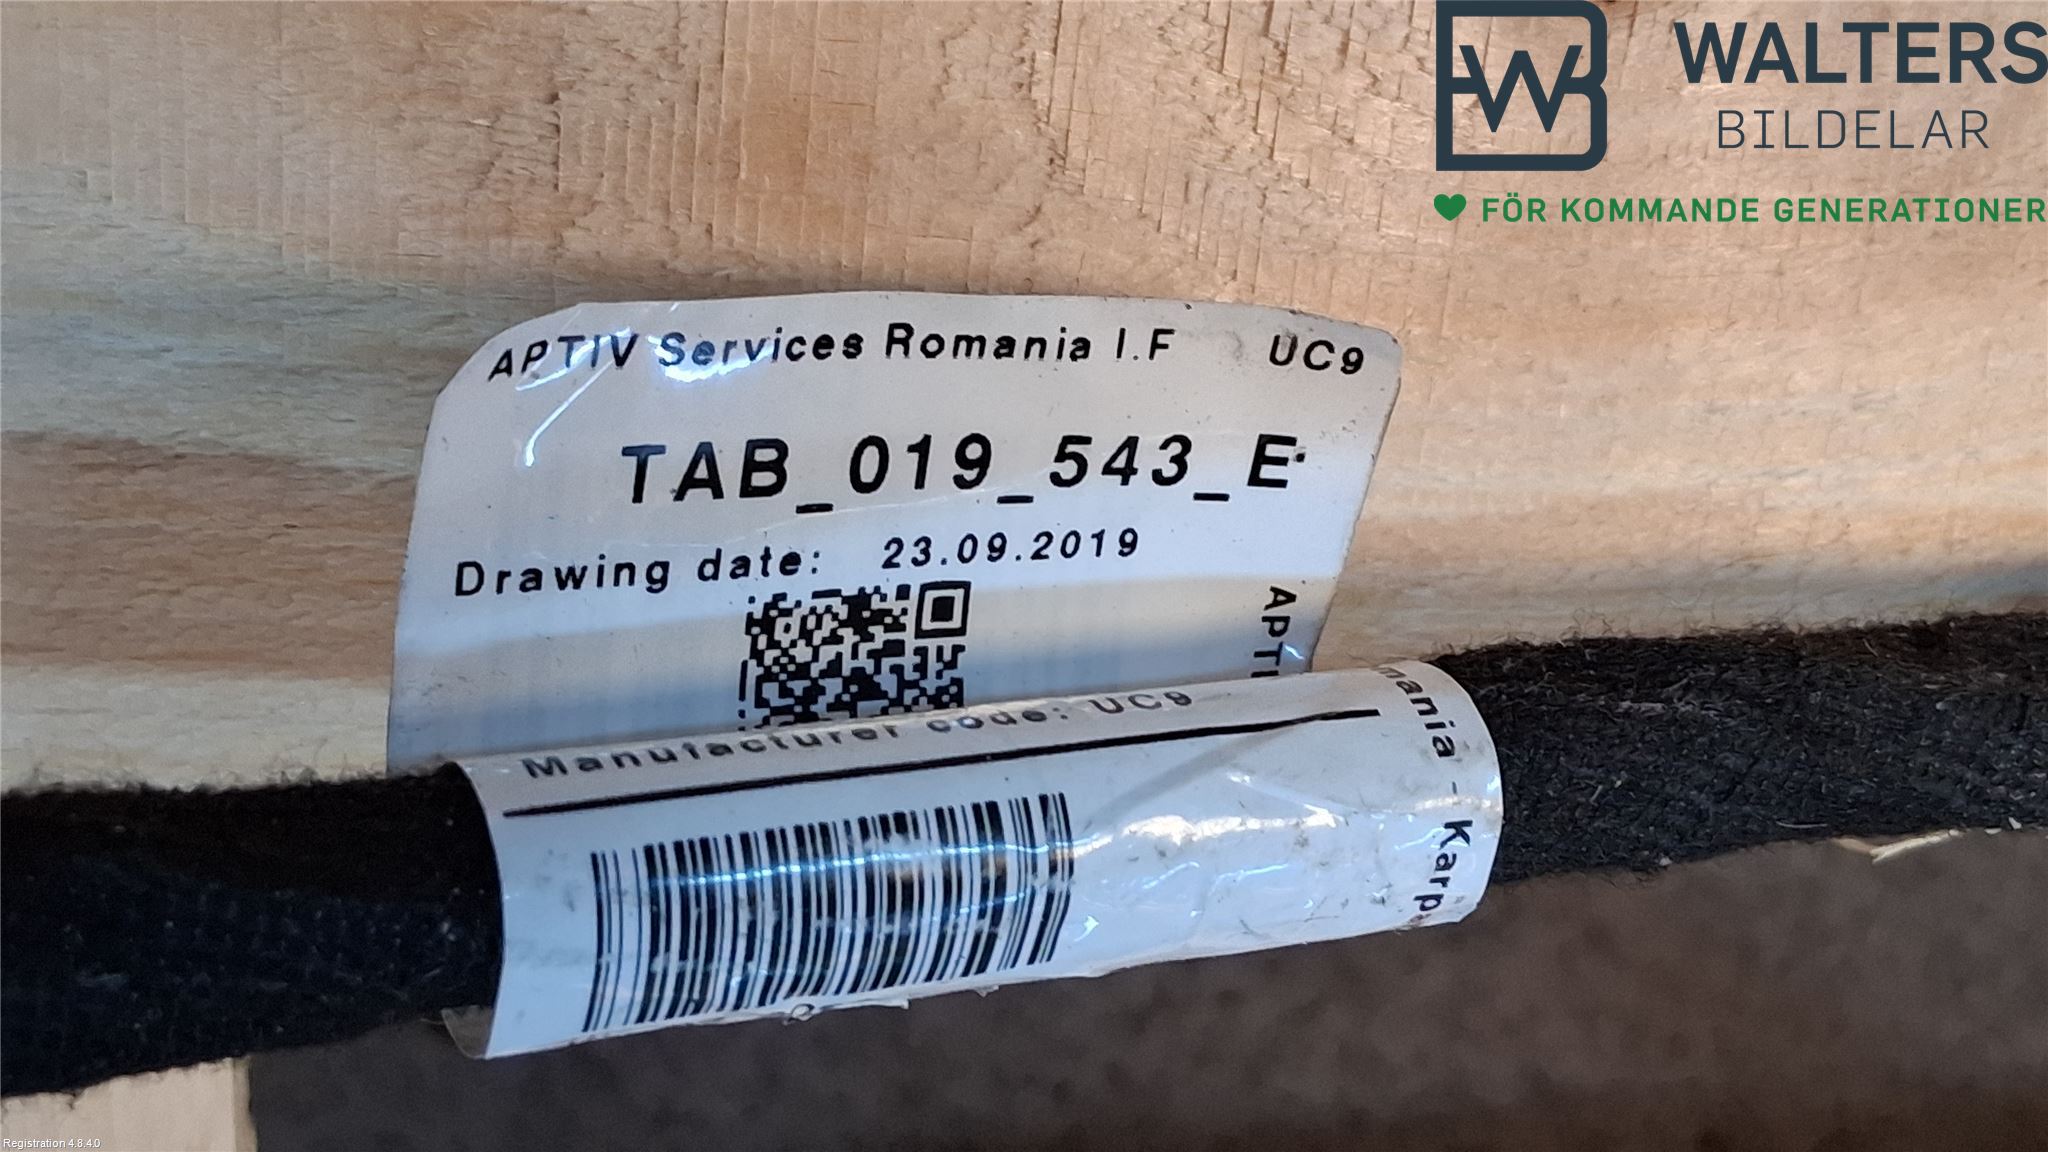 WALTERS
BILDELAR
FÖR KOMMANDE GENERATIONER
APTIV Services Romania I.F UC9
TAB_019_543_E
Drawing date: 23.09.2019
Manufacturer code: UC9
Registration 4.8.4.0